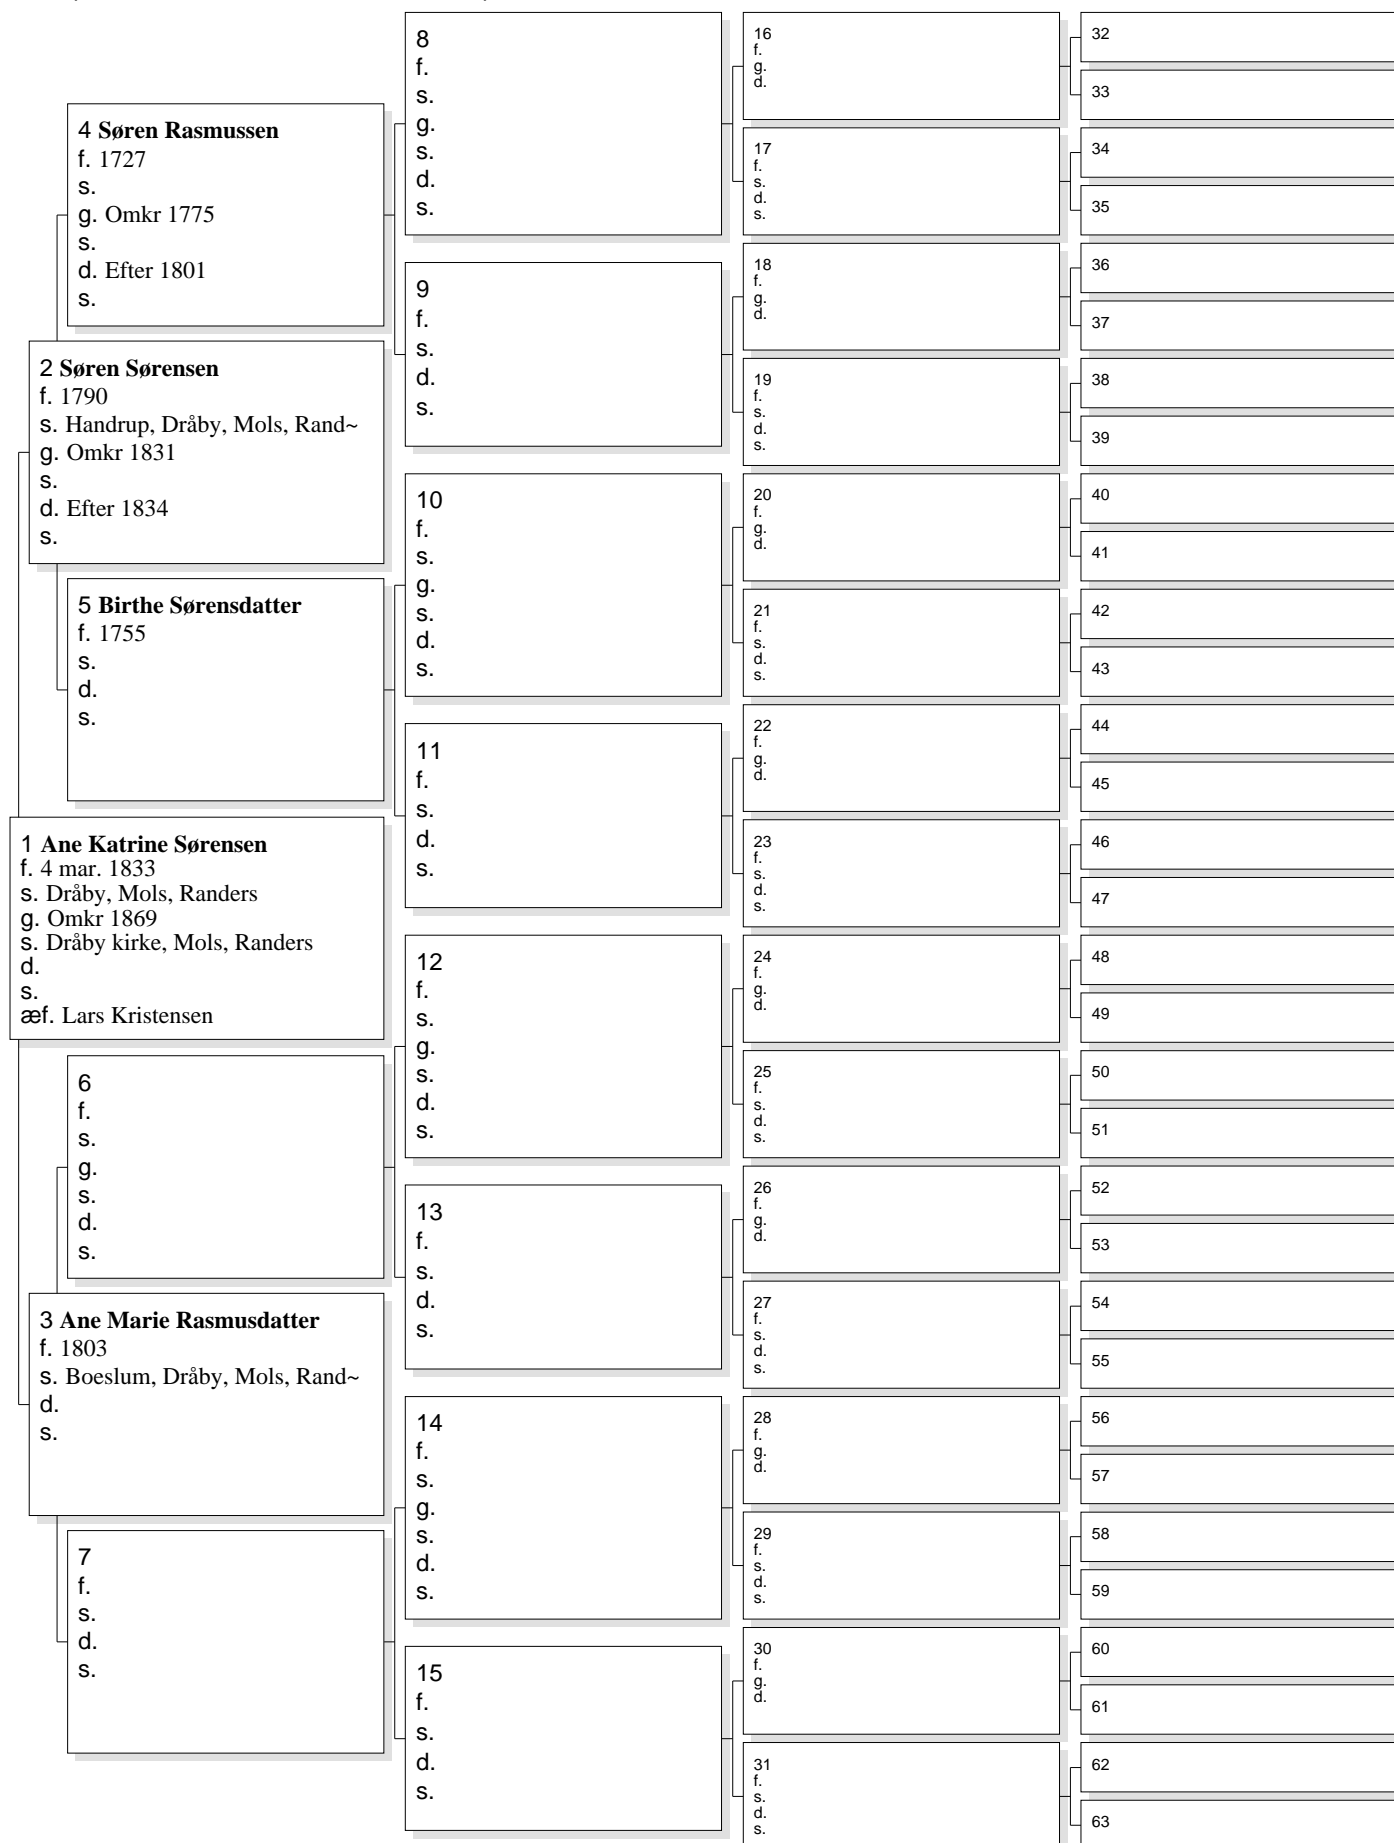 4 Søren Rasmussen
f. 1727
s.
g. Omkr 1775
s.
d. Efter 1801
s.
2 Søren Sørensen
f. 1790
s. Handrup, Dråby, Mols, Rand~
g. Omkr 1831
s.
d. Efter 1834
s.
5 Birthe Sørensdatter
f. 1755
s.
d.
s.
1 Ane Katrine Sørensen
f. 4 mar. 1833
s. Dråby, Mols, Randers
g. Omkr 1869
s. Dråby kirke, Mols, Randers
d.
s.
æf. Lars Kristensen
6
f.
s.
g.
s.
d.
s.
3 Ane Marie Rasmusdatter
f. 1803
s. Boeslum, Dråby, Mols, Rand~
d.
s.
7
f.
s.
d.
s.
8
f.
s.
g.
s.
d.
s.
9
f.
s.
d.
s.
10
f.
s.
g.
s.
d.
s.
11
f.
s.
d.
s.
12
f.
s.
g.
s.
d.
s.
13
f.
s.
d.
s.
14
f.
s.
g.
s.
d.
s.
15
f.
s.
d.
s.
16
f.
g.
d.
17
f.
s.
d.
s.
18
f.
g.
d.
19
f.
s.
d.
s.
20
f.
g.
d.
21
f.
s.
d.
s.
22
f.
g.
d.
23
f.
s.
d.
s.
24
f.
g.
d.
25
f.
s.
d.
s.
26
f.
g.
d.
27
f.
s.
d.
s.
28
f.
g.
d.
29
f.
s.
d.
s.
30
f.
g.
d.
31
f.
s.
d.
s.
32
33
34
35
36
37
38
39
40
41
42
43
44
45
46
47
48
49
50
51
52
53
54
55
56
57
58
59
60
61
62
63